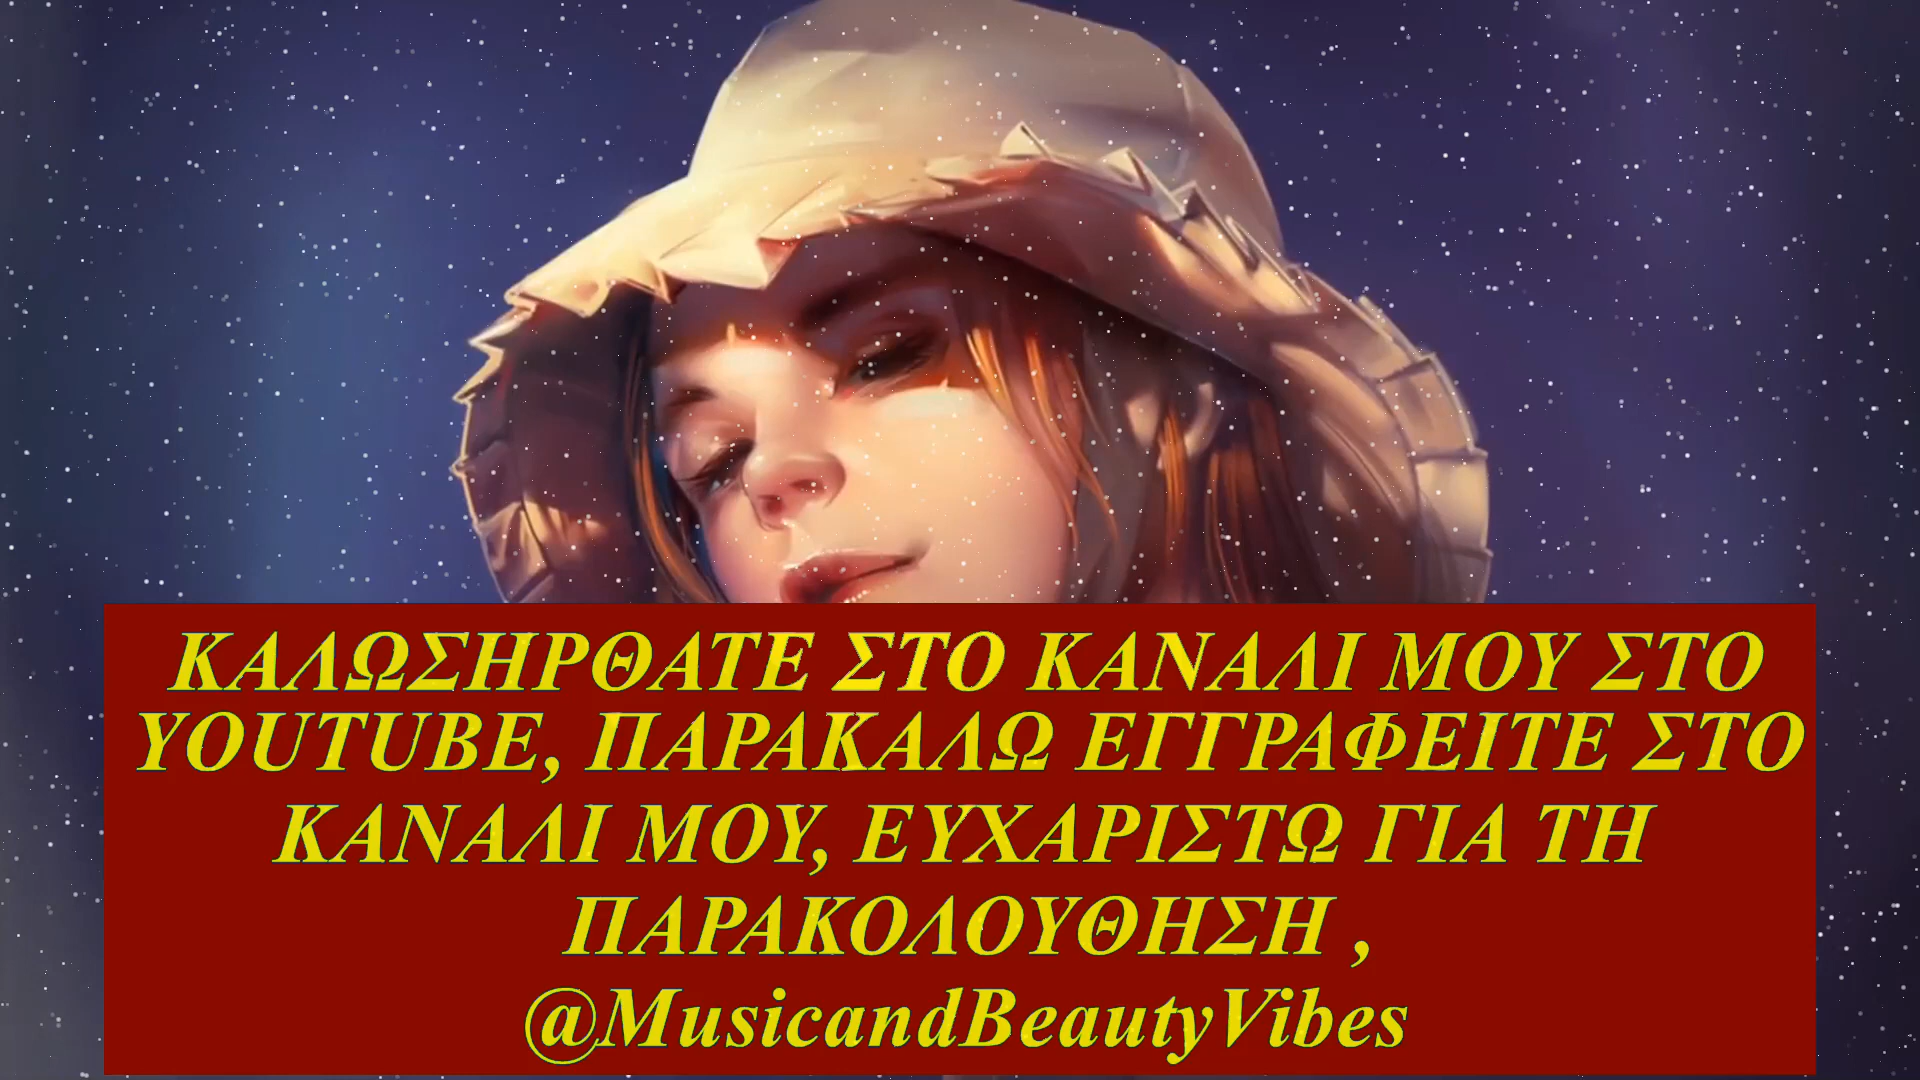 ΚΑΛΩΣΗΡΘΑΤΕ ΣΤΟ ΚΑΝΑΛΙ ΜΟΥ ΣΤΟ
YOUTUBE, ΠΑΡΑΚΑΛΩ ΕΓΓΡΑΦΕΙΤΕ ΣΤΟ
ΚΑΝΑΛΙ ΜΟΥ, ΕΥΧΑΡΙΣΤΩ ΓΙΑ ΤΗ
ΠΑΡΑΚΟΛΟΥΘΗΣΗ ,
@MusicandBeautyVibes